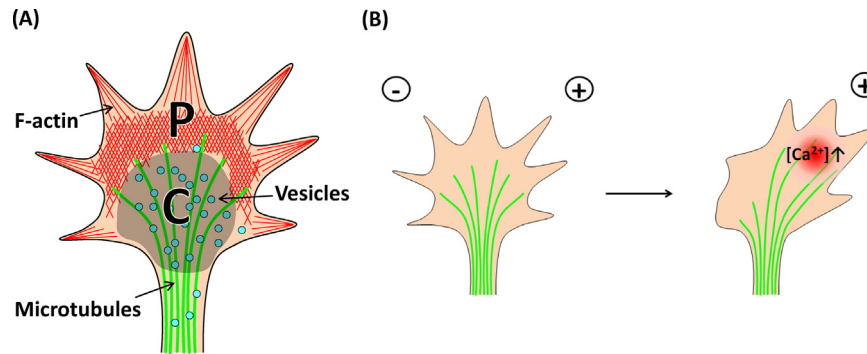 (A)
F-actin
P
C
Vesicles
Microtubules
(B)
-
+
+
[Ca²⁺]↑